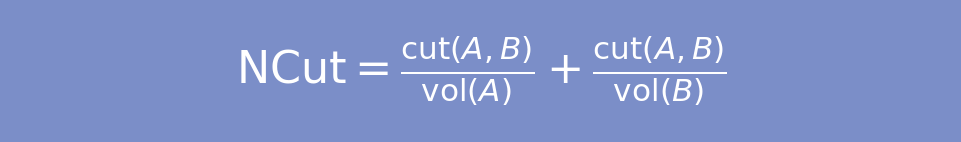 NCut = cut(A, B)/vol(A) + cut(A, B)/vol(B)